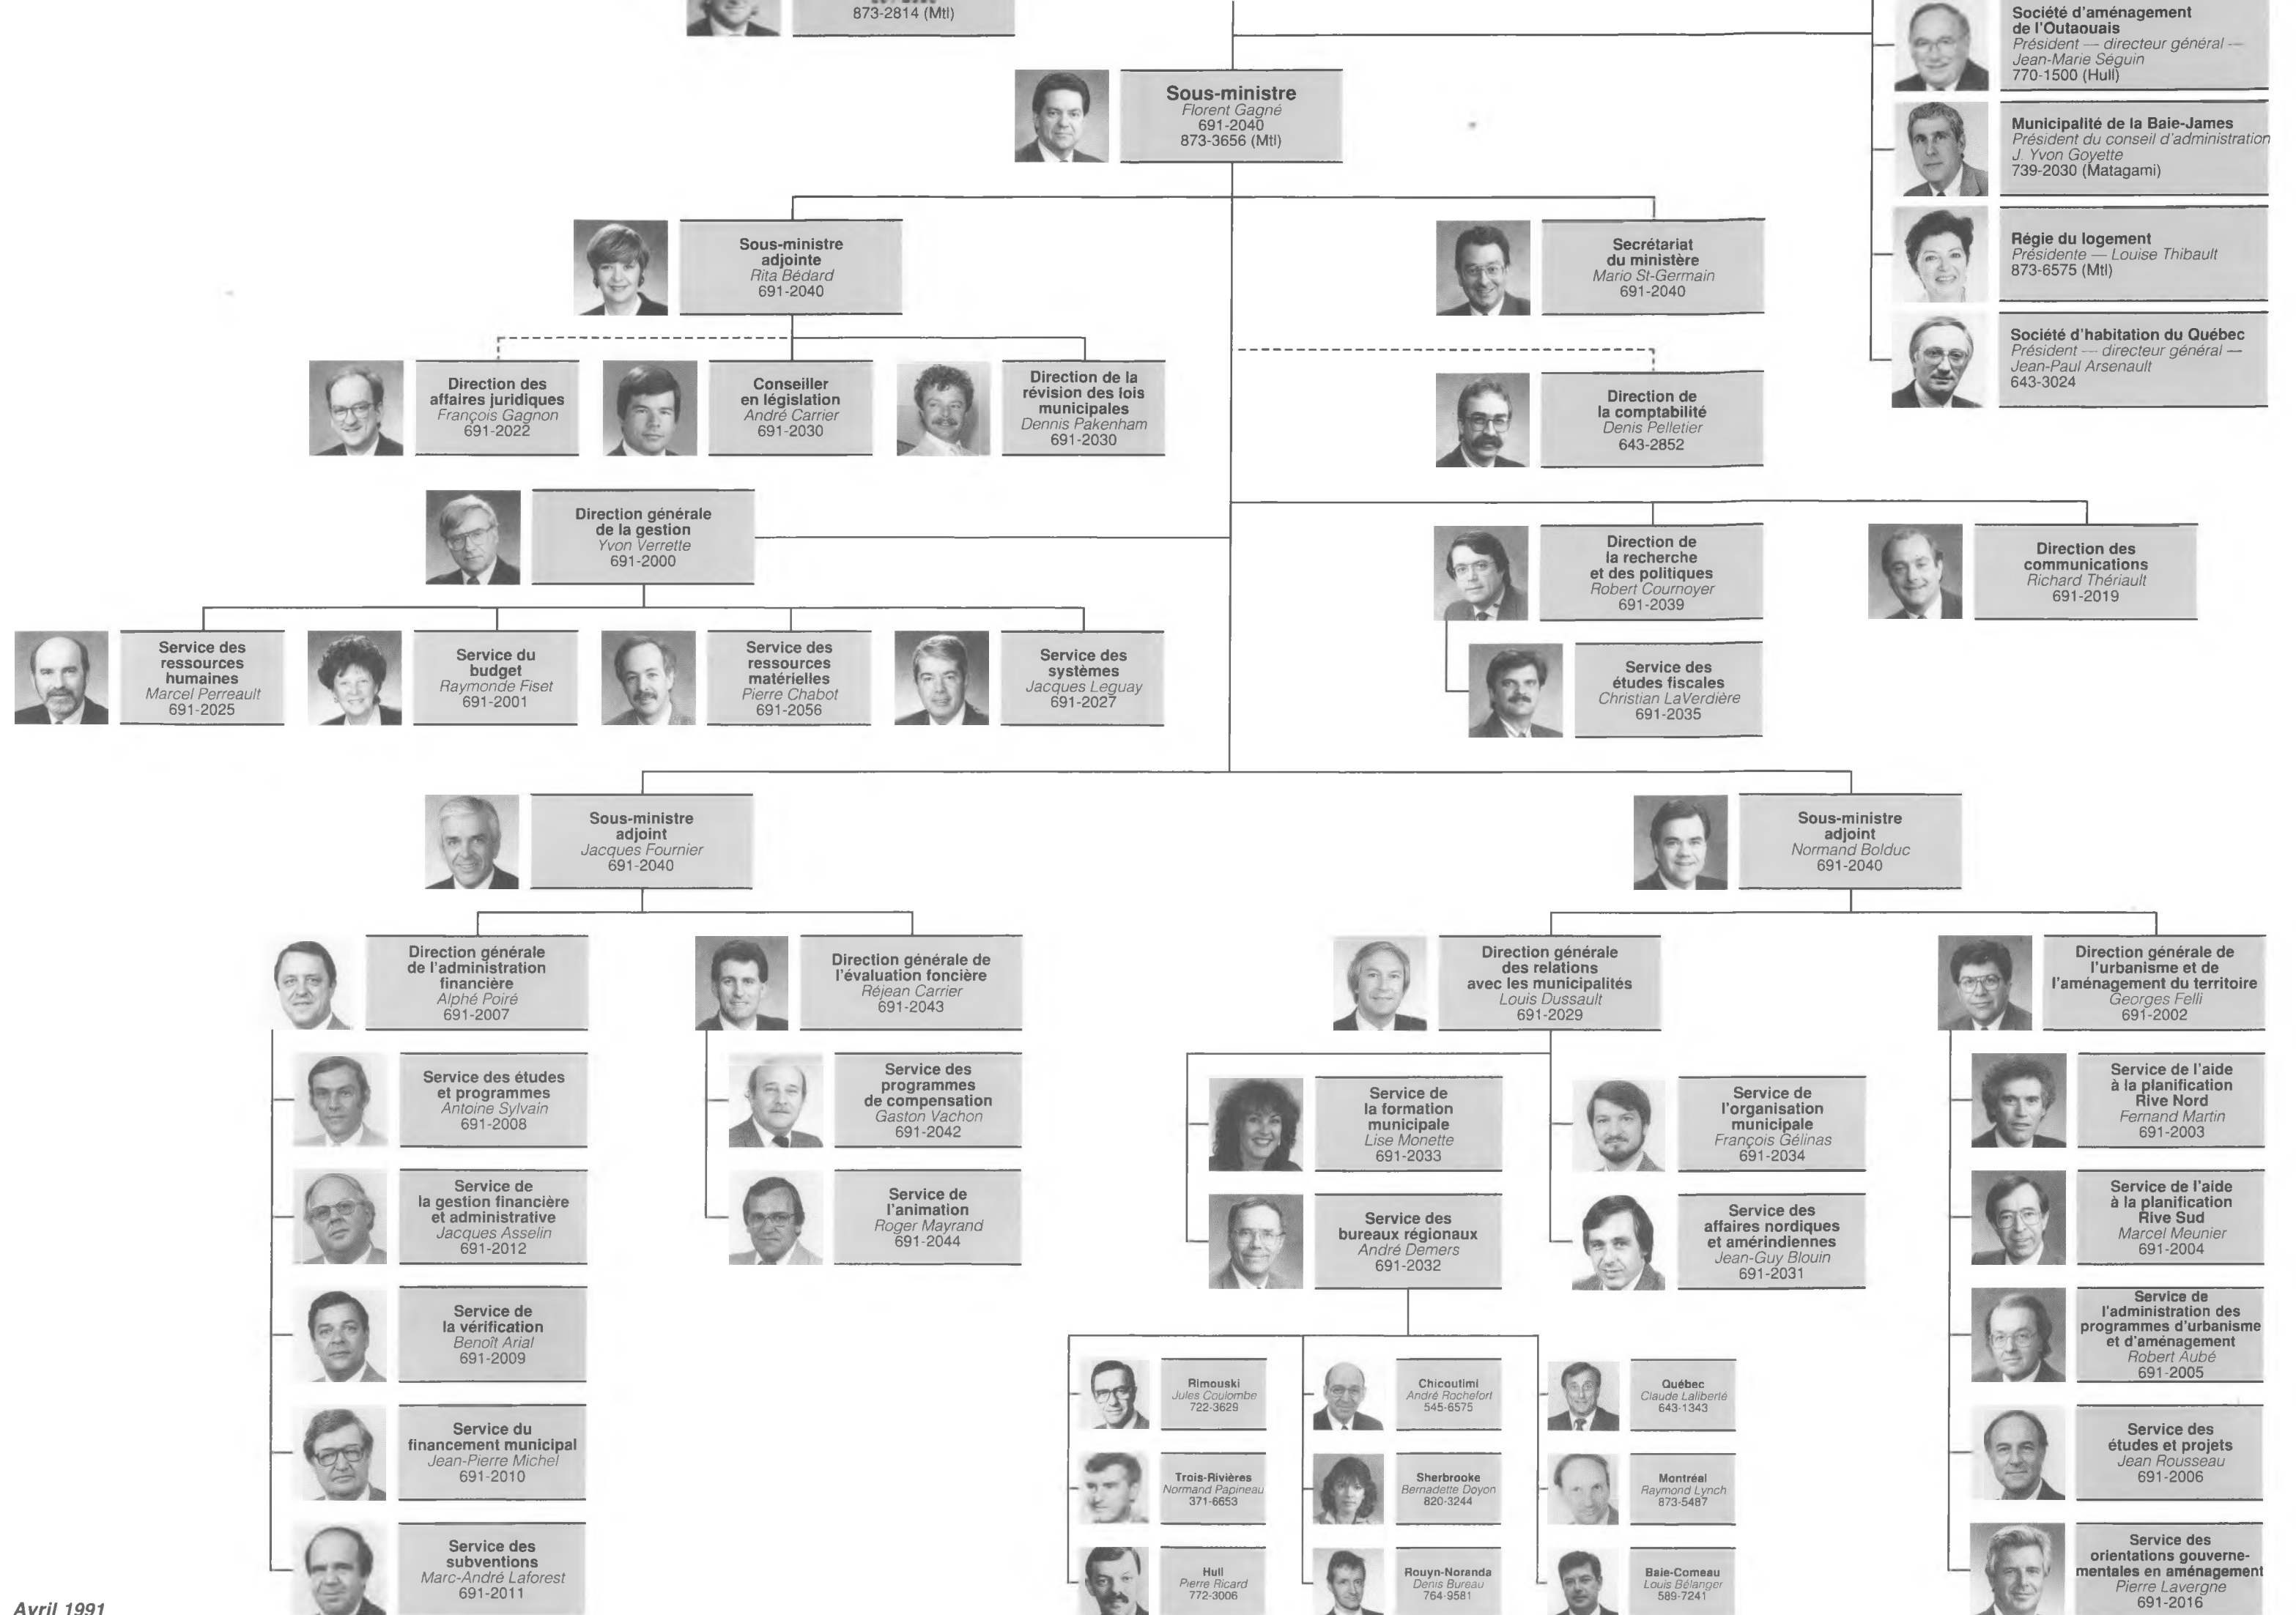 873-2814 (Mtl)
Société d'aménagement
de l'Outaouais
Président — directeur général —
Jean-Marie Séguin
770-1500 (Hull)
Sous-ministre
Florent Gagné
691-2040
873-3656 (Mtl)
Municipalité de la Baie-James
Président du conseil d'administration
J. Yvon Goyette
739-2030 (Matagami)
Régie du logement
Présidente — Louise Thibault
873-6575 (Mtl)
Société d'habitation du Québec
Président — directeur général —
Jean-Paul Arsenault
643-3024
Sous-ministre
adjointe
Rita Bédard
691-2040
Secrétariat
du ministère
Mario St-Germain
691-2040
Direction des
affaires juridiques
François Gagnon
691-2022
Conseiller
en législation
André Carrier
691-2030
Direction de la
révision des lois
municipales
Dennis Pakenham
691-2030
Direction de
la comptabilité
Denis Pelletier
643-2852
Direction générale
de la gestion
Yvon Verrette
691-2000
Direction de
la recherche
et des politiques
Robert Cournoyer
691-2039
Direction des
communications
Richard Thériault
691-2019
Service des
ressources
humaines
Marcel Perreault
691-2025
Service du
budget
Raymonde Fiset
691-2001
Service des
ressources
matérielles
Pierre Chabot
691-2056
Service des
systèmes
Jacques Leguay
691-2027
Service des
études fiscales
Christian LaVerdière
691-2035
Sous-ministre
adjoint
Jacques Fournier
691-2040
Sous-ministre
adjoint
Normand Bolduc
691-2040
Direction générale
de l'administration
financière
Alphé Poiré
691-2007
Direction générale de
l'évaluation foncière
Réjean Carrier
691-2043
Direction générale
des relations
avec les municipalités
Louis Dussault
691-2029
Direction générale de
l'urbanisme et de
l'aménagement du territoire
Georges Felli
691-2002
Service des études
et programmes
Antoine Sylvain
691-2008
Service des
programmes
de compensation
Gaston Vachon
691-2042
Service de
la formation
municipale
Lise Monette
691-2033
Service de
l'organisation
municipale
François Gélinas
691-2034
Service de l'aide
à la planification
Rive Nord
Fernand Martin
691-2003
Service de
la gestion financière
et administrative
Jacques Asselin
691-2012
Service de
l'animation
Roger Mayrand
691-2044
Service des
bureaux régionaux
André Demers
691-2032
Service des
affaires nordiques
et amérindiennes
Jean-Guy Blouin
691-2031
Service de l'aide
à la planification
Rive Sud
Marcel Meunier
691-2004
Service de
la vérification
Benoît Arial
691-2009
Service de
l'administration des
programmes d'urbanisme
et d'aménagement
Robert Aubé
691-2005
Rimouski
Jules Coulombe
722-3629
Chicoutimi
André Rochefort
545-6575
Québec
Claude Laliberté
643-1343
Service du
financement municipal
Jean-Pierre Michel
691-2010
Trois-Rivières
Normand Papineau
371-6653
Sherbrooke
Bernadette Doyon
820-3244
Montréal
Raymond Lynch
873-5487
Service des
études et projets
Jean Rousseau
691-2006
Service des
subventions
Marc-André Laforest
691-2011
Hull
Pierre Ricard
772-3006
Rouyn-Noranda
Denis Bureau
764-9581
Baie-Comeau
Louis Bélanger
589-7241
Service des
orientations gouverne-
mentales en aménagement
Pierre Lavergne
691-2016
Avril 1991